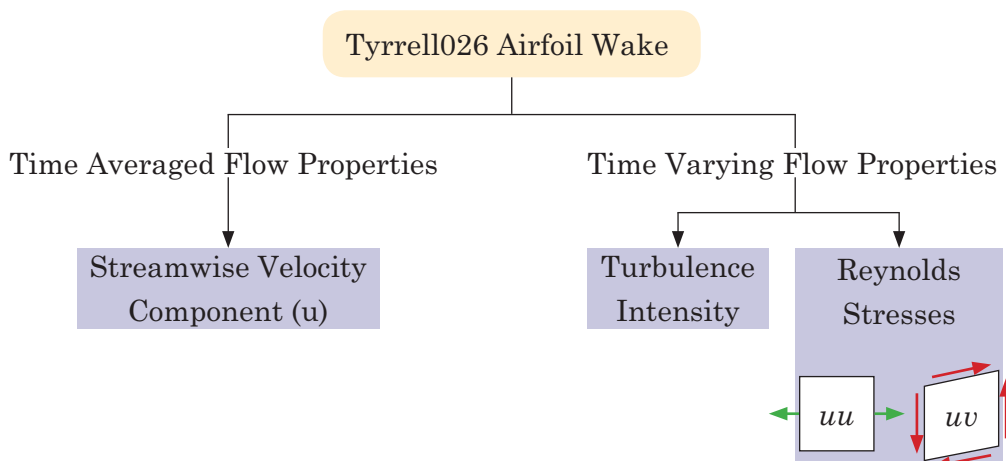 Tyrrell026 Airfoil Wake
Time Averaged Flow Properties
Time Varying Flow Properties
Streamwise Velocity
Component (u)
Turbulence
Intensity
Reynolds
Stresses
uu
uv